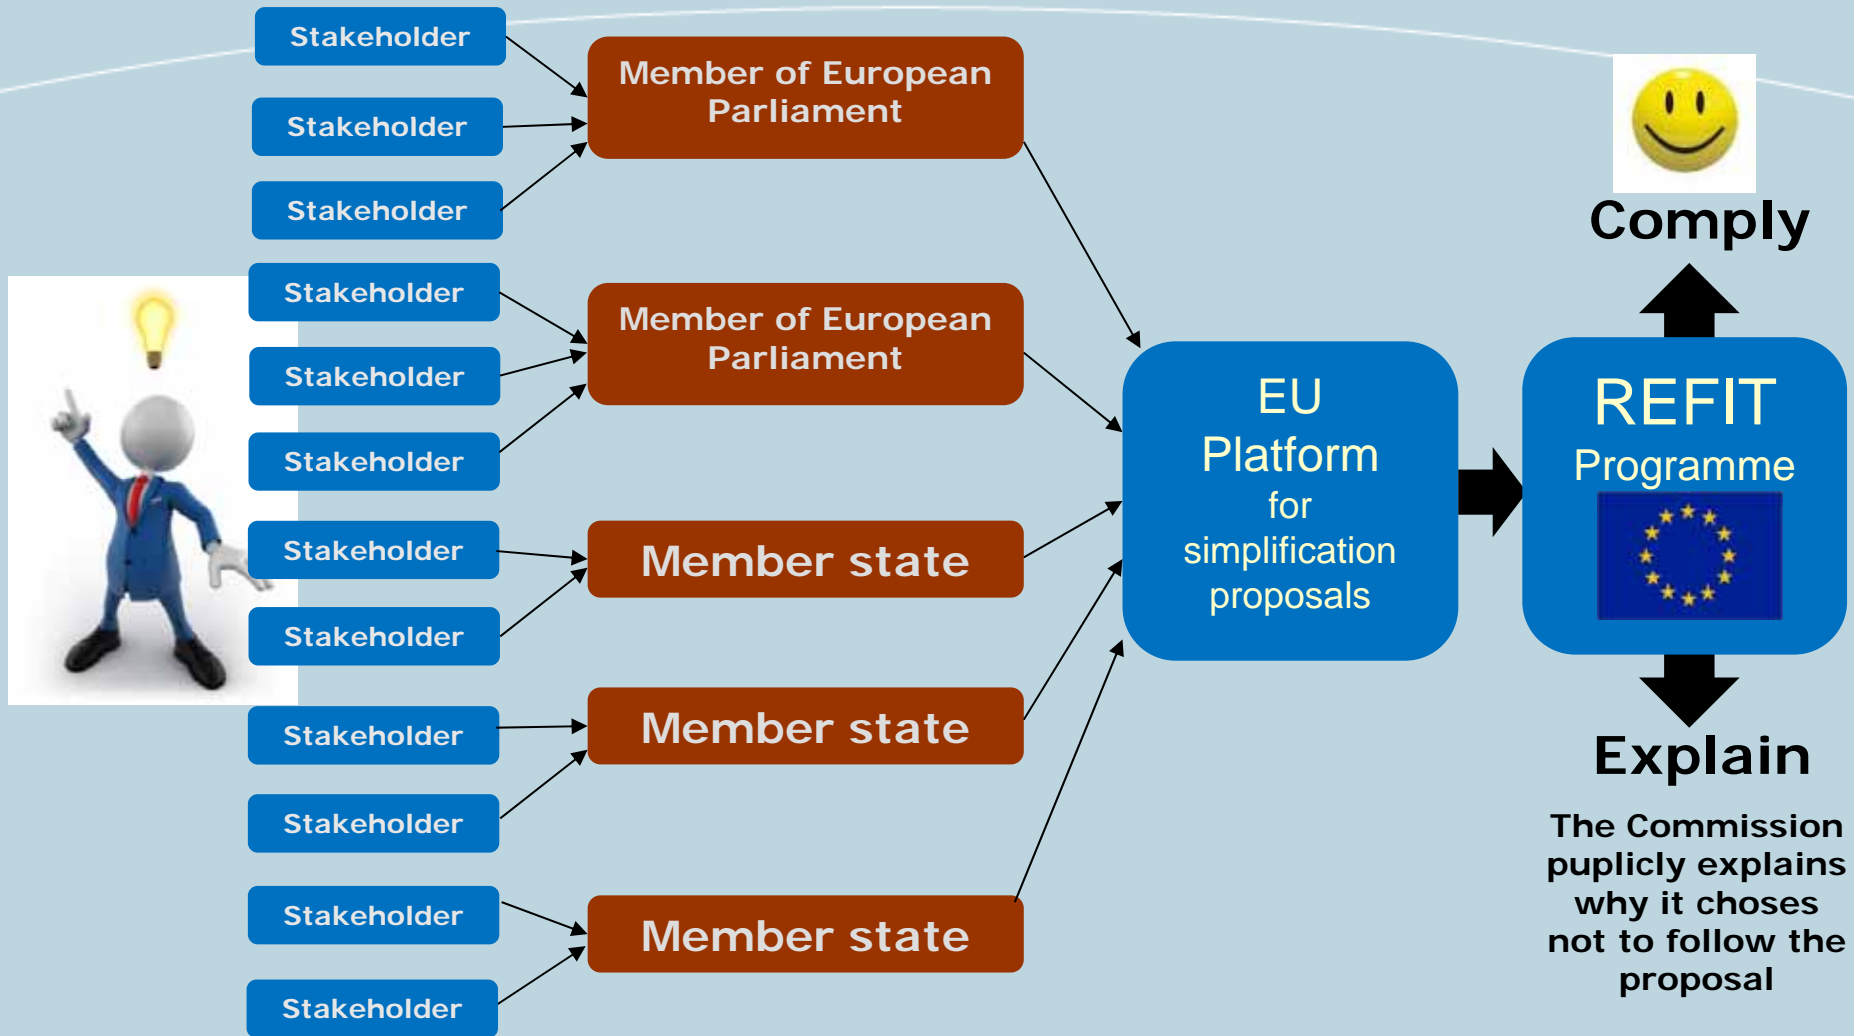 Stakeholder
Stakeholder
Stakeholder
Stakeholder
Stakeholder
Stakeholder
Stakeholder
Stakeholder
Stakeholder
Stakeholder
Stakeholder
Stakeholder
Member of European
Parliament
Member of European
Parliament
Member state
Member state
Member state
EU
Platform
for
simplification
proposals
REFIT
Programme
Comply
Explain
The Commission
puplicly explains
why it choses
not to follow the
proposal